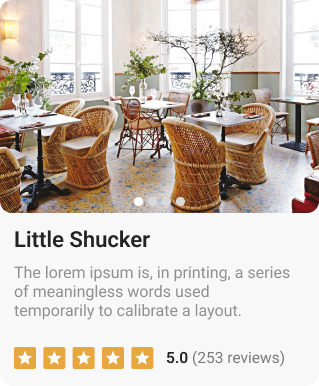 Little Shucker
The lorem ipsum is, in printing, a series
of meaningless words used
temporarily to calibrate a layout.
5.0 (253 reviews)